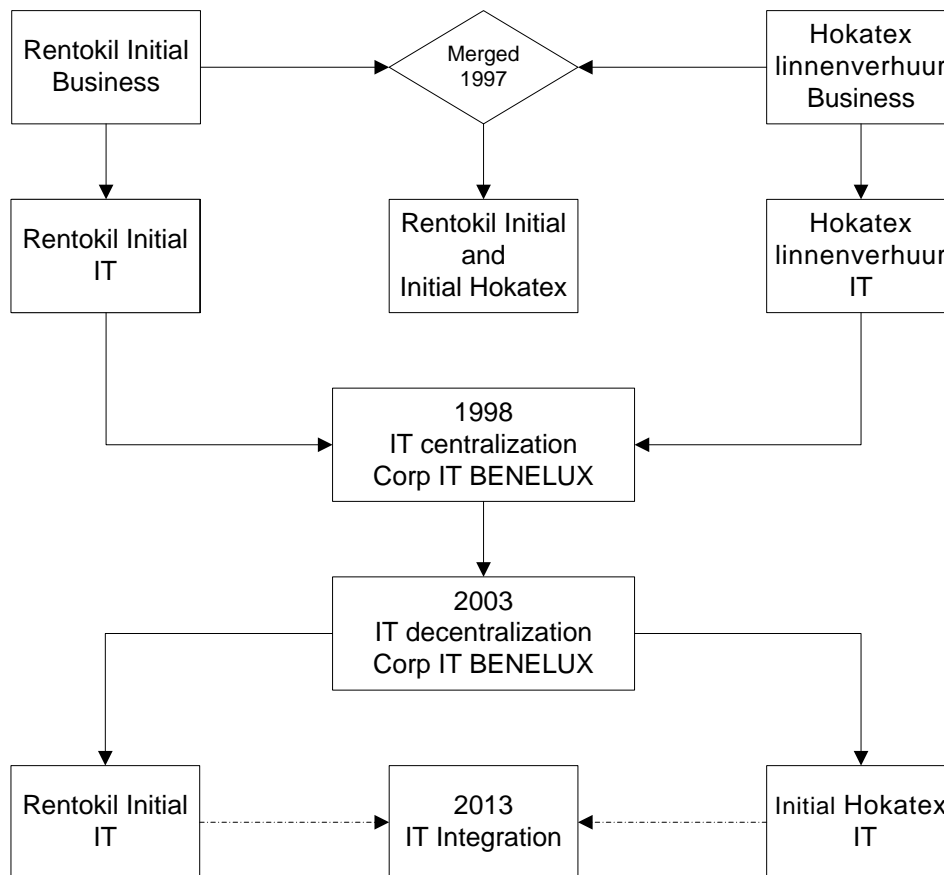 Rentokil Initial
Business
Merged
1997
Hokatex
linnenverhuur
Business
Rentokil Initial
IT
Rentokil Initial
and
Initial Hokatex
Hokatex
linnenverhuur
IT
1998
IT centralization
Corp IT BENELUX
2003
IT decentralization
Corp IT BENELUX
Rentokil Initial
IT
2013
IT Integration
Initial Hokatex
IT